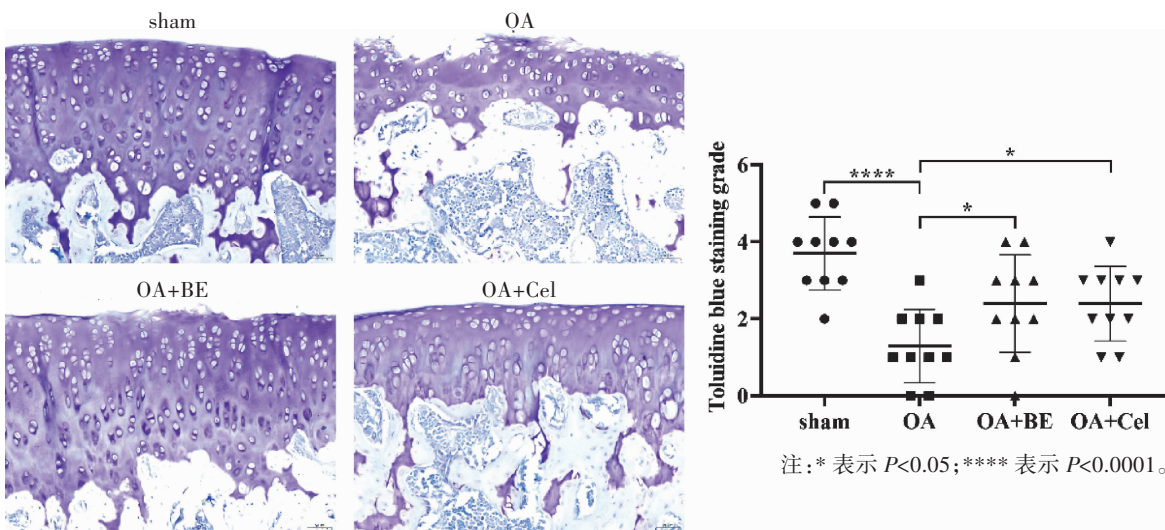 sham
OA
OA+BE
OA+Cel
Toluidine blue staining grade
6
4
2
0
****
*
*
sham
OA
OA+BE
OA+Cel
注:* 表示 P<0.05;**** 表示 P<0.0001。